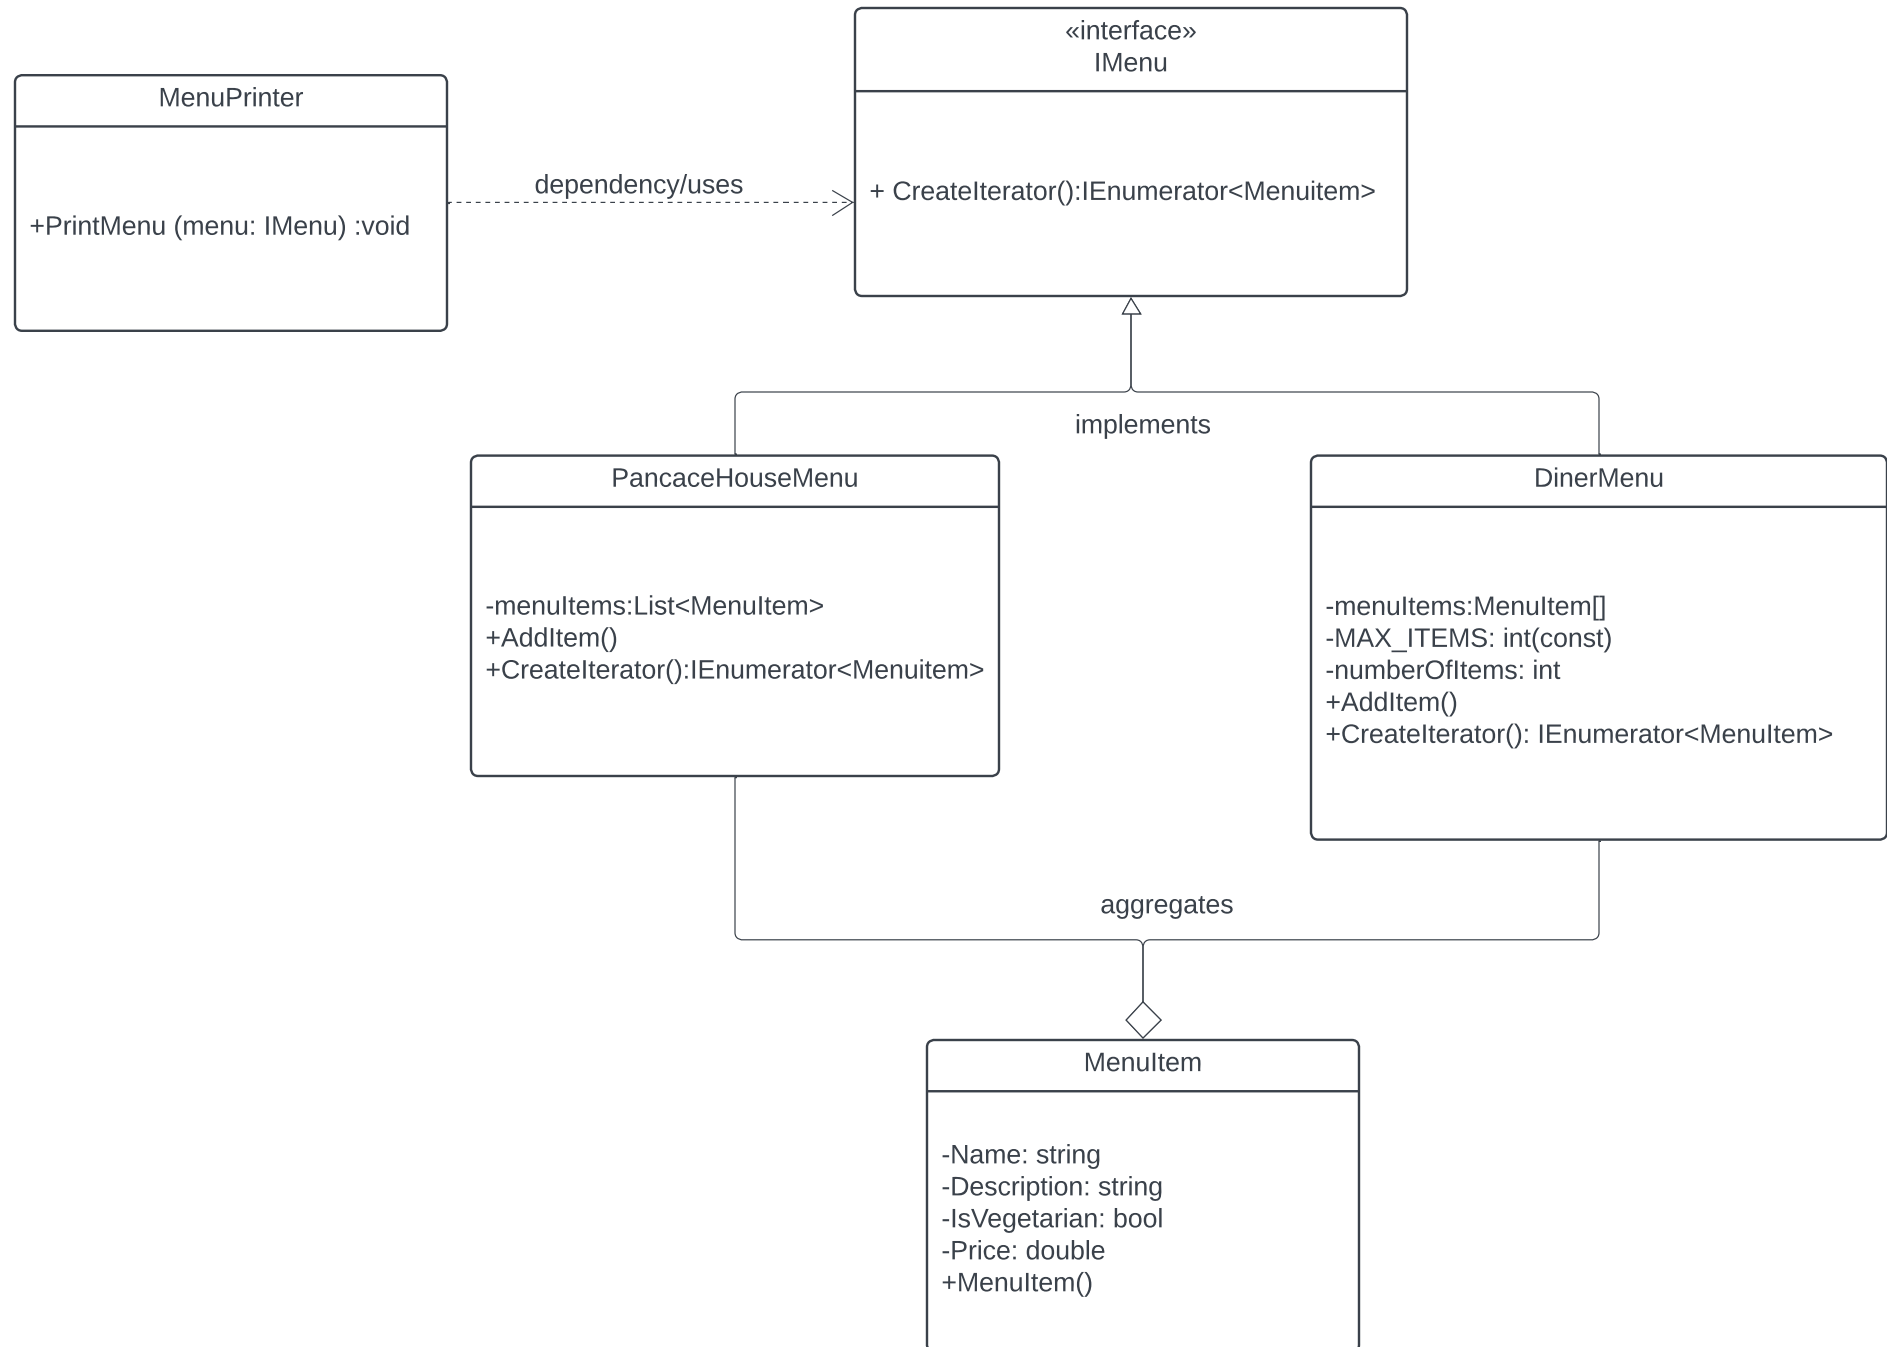 «interface»
IMenu
+ CreateIterator():IEnumerator<Menuitem>
MenuPrinter
+PrintMenu (menu: IMenu) :void
dependency/uses
implements
PancaceHouseMenu
-menuItems:List<MenuItem>
+AddItem()
+CreateIterator():IEnumerator<Menuitem>
DinerMenu
-menuItems:MenuItem[]
-MAX_ITEMS: int(const)
-numberOfItems: int
+AddItem()
+CreateIterator(): IEnumerator<MenuItem>
aggregates
MenuItem
-Name: string
-Description: string
-IsVegetarian: bool
-Price: double
+MenuItem()